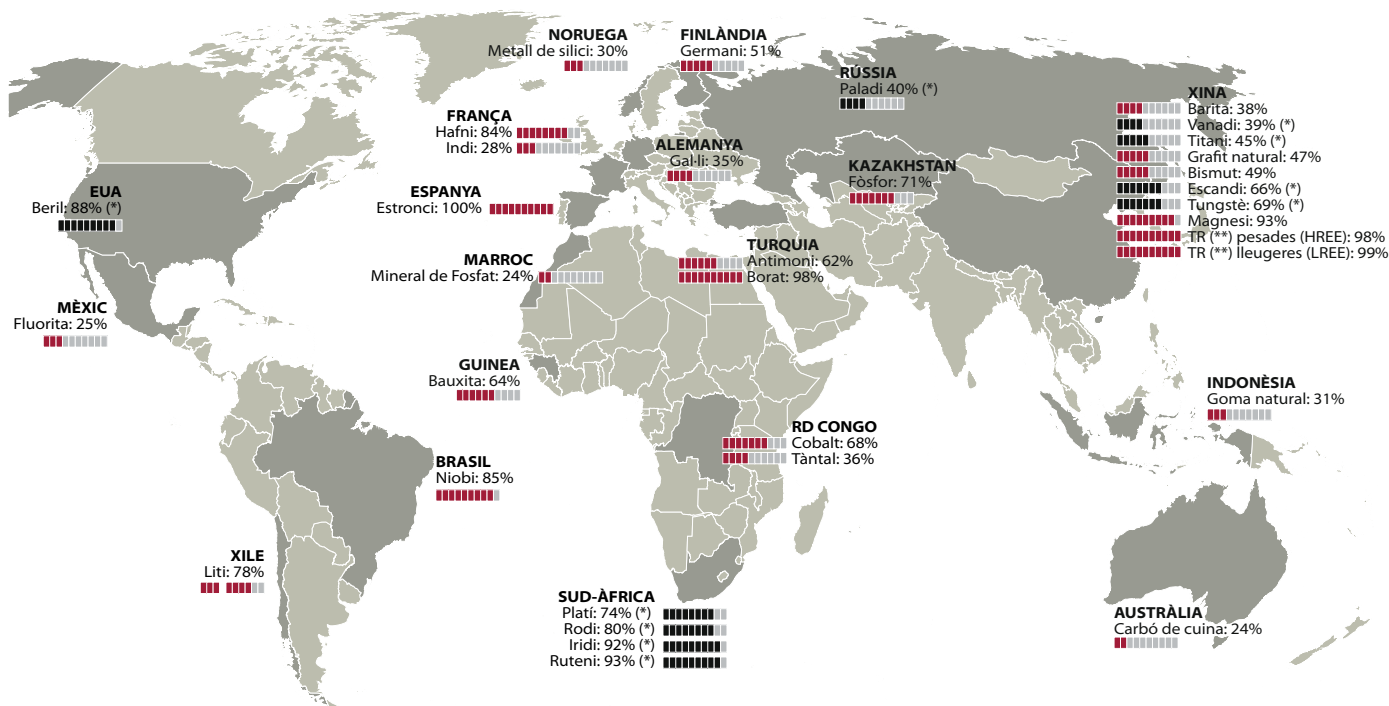 NORUEGA
Metall de silici: 30%
FINLÀNDIA
Germani: 51%
RÚSSIA
Paladi 40% (*)
XINA
Barita: 38%
Vanadi: 39% (*)
Titani: 45% (*)
Grafit natural: 47%
Bismut: 49%
Escandi: 66% (*)
Tungstè: 69% (*)
Magnesi: 93%
TR (**) pesades (HREE): 98%
TR (**) lleugeres (LREE): 99%
FRANÇA
Hafni: 84%
Indi: 28%
ALEMANYA
Gal·li: 35%
KAZAKHSTAN
Fòsfor: 71%
EUA
Beril: 88% (*)
ESPANYA
Estronci: 100%
TURQUIA
Antimoni: 62%
Borat: 98%
MARROC
Mineral de Fosfat: 24%
MÈXIC
Fluorita: 25%
GUINEA
Bauxita: 64%
INDONÈSIA
Goma natural: 31%
RD CONGO
Cobalt: 68%
Tàntal: 36%
BRASIL
Niobi: 85%
XILE
Liti: 78%
SUD-ÀFRICA
Platí: 74% (*)
Rodi: 80% (*)
Iridi: 92% (*)
Ruteni: 93% (*)
AUSTRÀLIA
Carbó de cuina: 24%